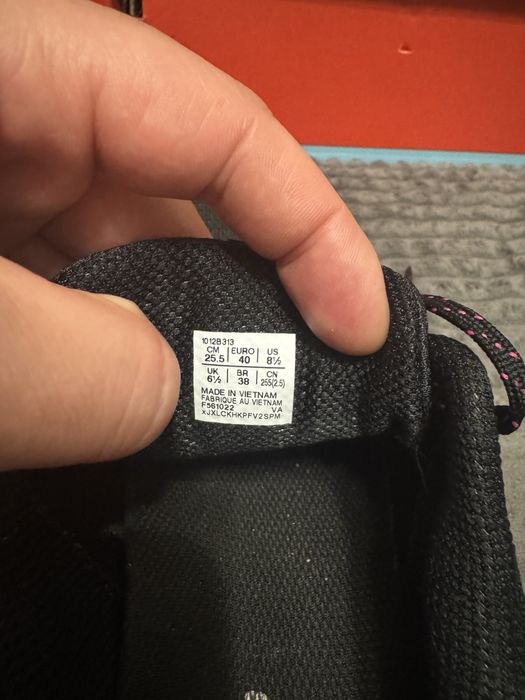 1012B313
CM EURO US
25.5 40 8½
UK BR CN
6½ 38 255(2.5)
MADE IN VIETNAM
FABRIQUE AU VIETNAM
F561022 VA
XJXLCKHKPFV2SPM